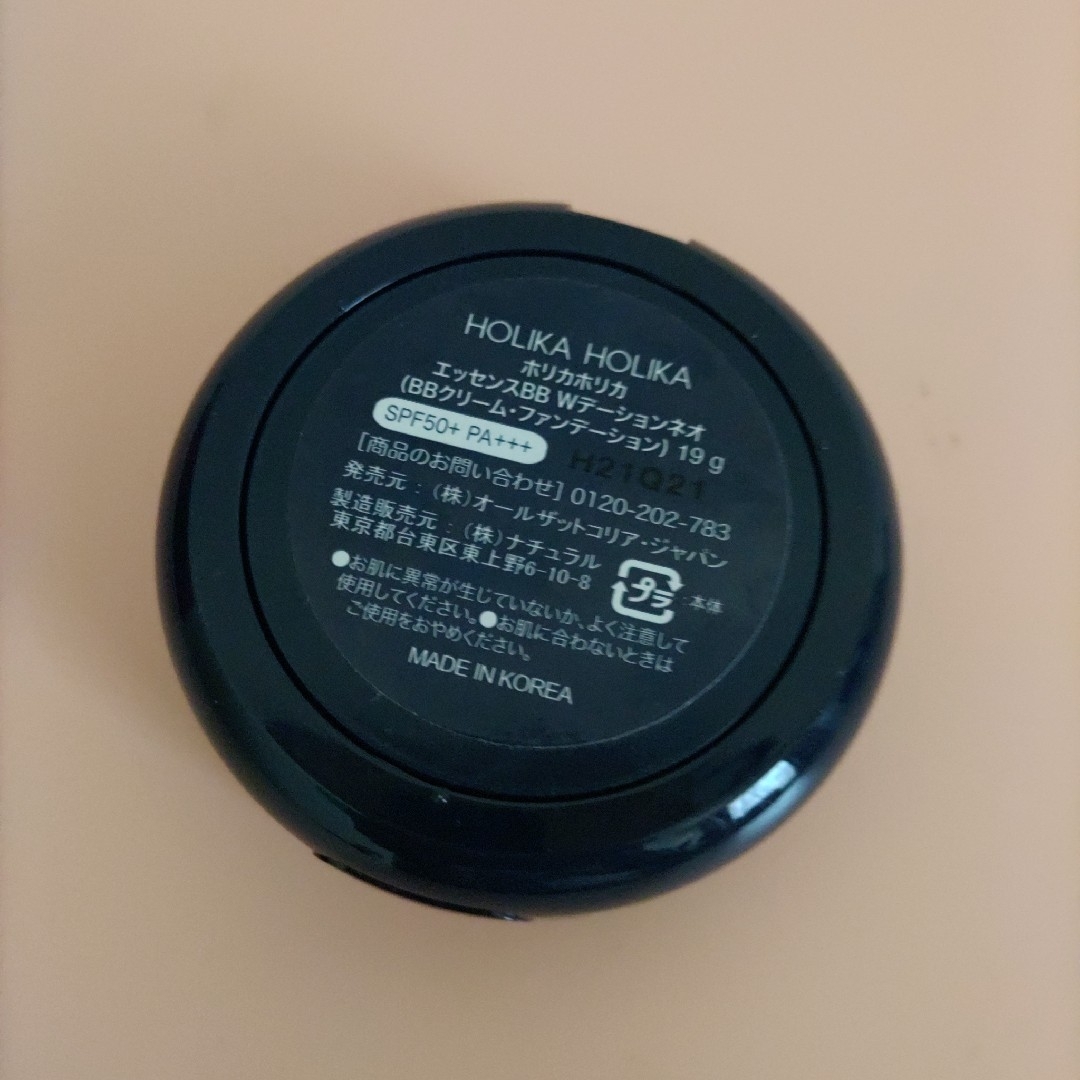 HOLIKA HOLIKA
ホリカホリカ
エッセンスBB Wデーションネオ
(BBクリーム・ファンデーション) 19 g
SPF50+ PA+++
H21Q21
[商品のお問い合わせ] 0120-202-783
発売元:(株)オールザットコリア・ジャパン
製造販売元:(株)ナチュラル
東京都台東区東上野6-10-8
プラ :本体
●お肌に異常が生じていないか、よく注意して
使用してください。●お肌に合わないときは
ご使用をおやめください。
MADE IN KOREA